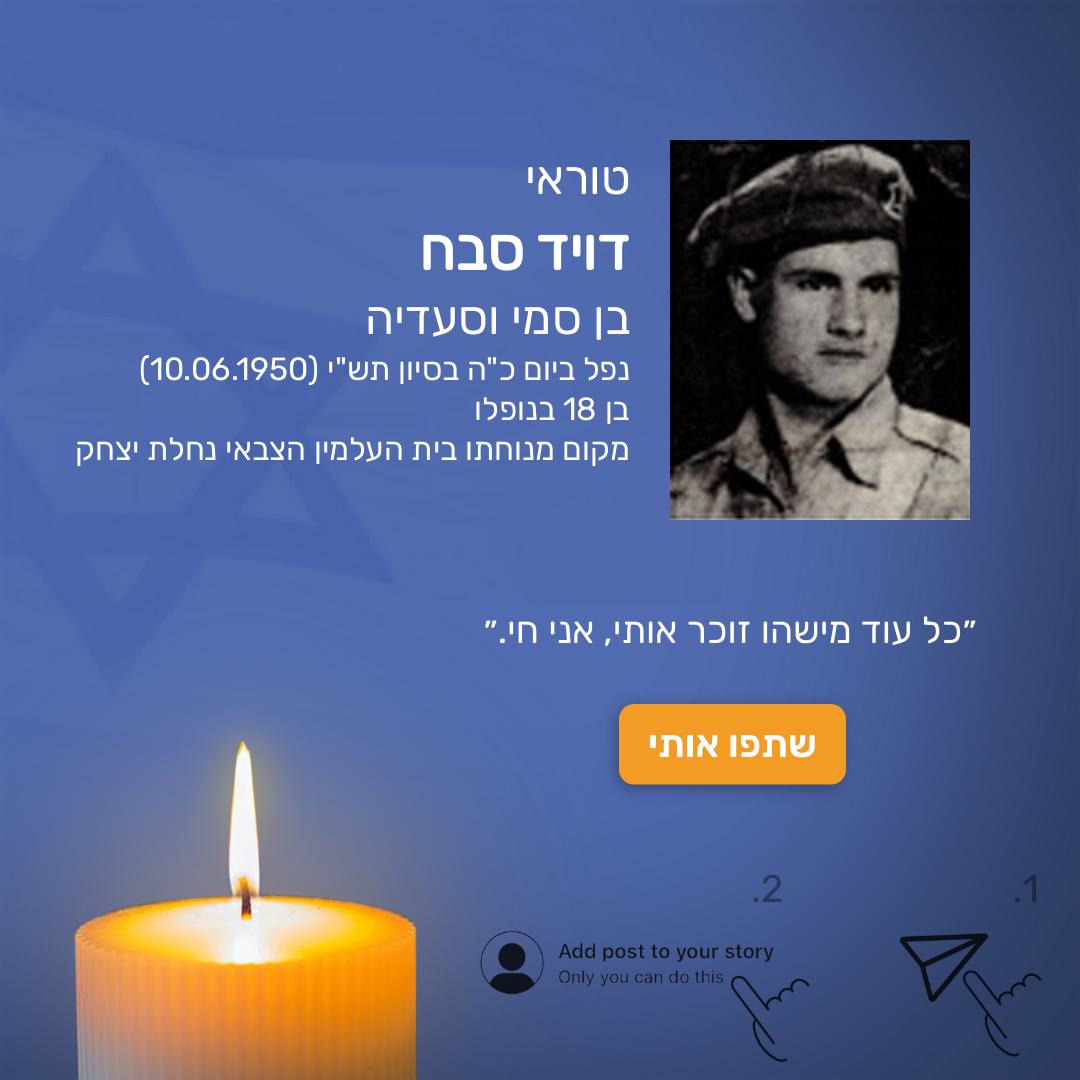 טוראי
דויד סבח
בן סמי וסעדיה
נפל ביום כ"ה בסיון תש"י (10.06.1950)
בן 18 בנופלו
מקום מנוחתו בית העלמין הצבאי נחלת יצחק
״כל עוד מישהו זוכר אותי, אני חי.״
שתפו אותי
.1
.2
Add post to your story
Only you can do this